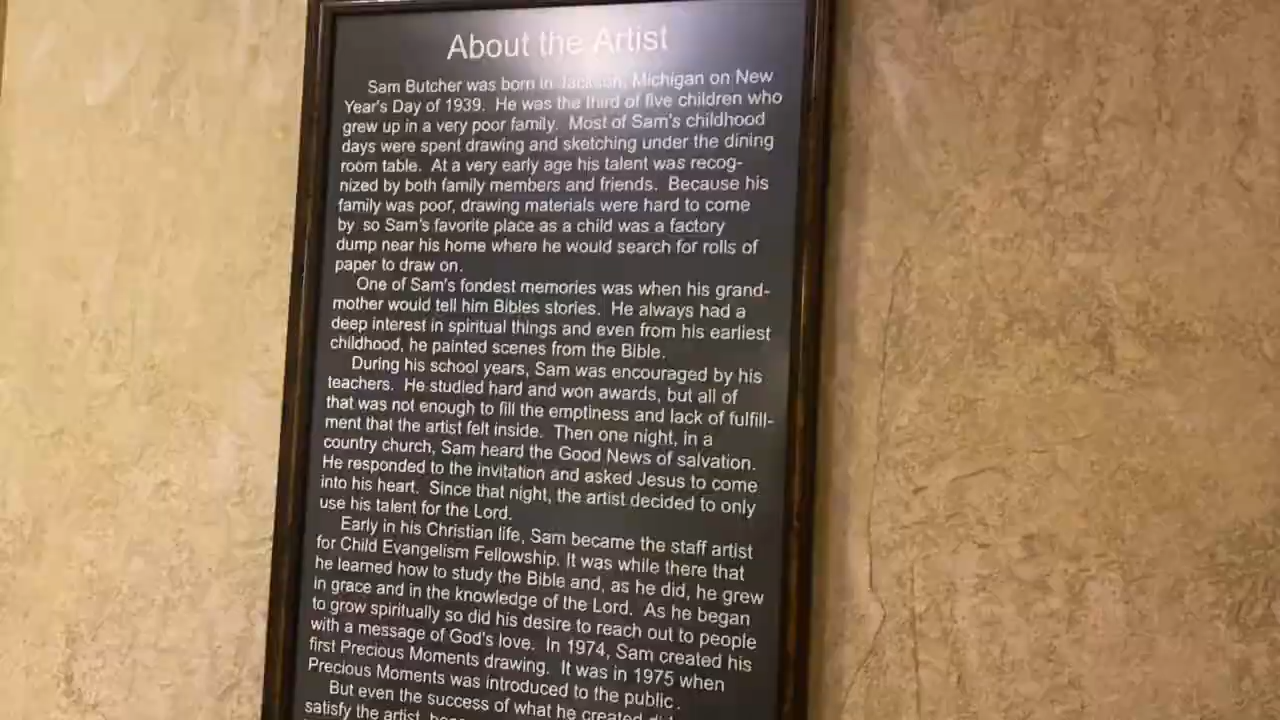 About the Artist
Sam Butcher was born in Jackson, Michigan on New
Year's Day of 1939. He was the third of five children who
grew up in a very poor family. Most of Sam's childhood
days were spent drawing and sketching under the dining
room table. At a very early age his talent was recog-
nized by both family members and friends. Because his
family was poor, drawing materials were hard to come
by so Sam's favorite place as a child was a factory
dump near his home where he would search for rolls of
paper to draw on.
One of Sam's fondest memories was when his grand-
mother would tell him Bibles stories. He always had a
deep interest in spiritual things and even from his earliest
childhood, he painted scenes from the Bible.
During his school years, Sam was encouraged by his
teachers. He studied hard and won awards, but all of
that was not enough to fill the emptiness and lack of fulfill-
ment that the artist felt inside. Then one night, in a
country church, Sam heard the Good News of salvation.
He responded to the invitation and asked Jesus to come
into his heart. Since that night, the artist decided to only
use his talent for the Lord.
Early in his Christian life, Sam became the staff artist
for Child Evangelism Fellowship. It was while there that
he learned how to study the Bible and, as he did, he grew
in grace and in the knowledge of the Lord. As he began
to grow spiritually so did his desire to reach out to people
with a message of God's love. In 1974, Sam created his
first Precious Moments drawing. It was in 1975 when
Precious Moments was introduced to the public.
But even the success of what he created
satisfy the artist,